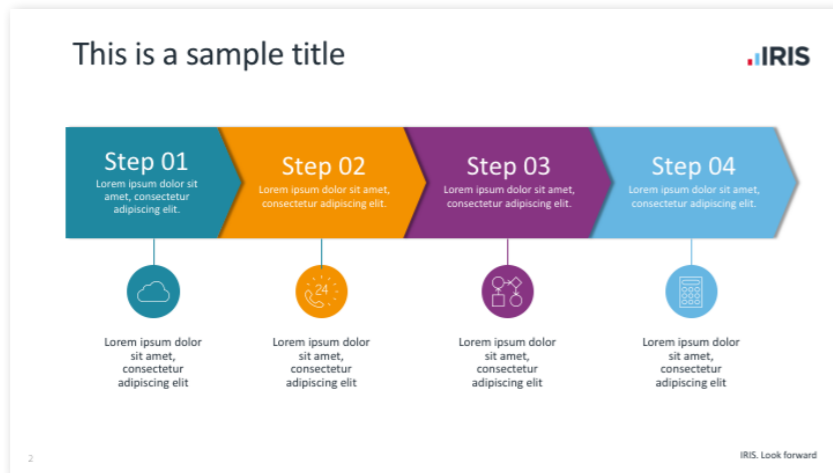 This is a sample title
IRIS
Step 01
Lorem ipsum dolor sit
amet, consectetur
adipiscing elit.
Step 02
Lorem ipsum dolor sit amet,
consectetur adipiscing elit.
Step 03
Lorem ipsum dolor sit amet,
consectetur adipiscing elit.
Step 04
Lorem ipsum dolor sit amet,
consectetur adipiscing elit.
24
Lorem ipsum dolor
sit amet,
consectetur
adipiscing elit
Lorem ipsum dolor
sit amet,
consectetur
adipiscing elit
Lorem ipsum dolor
sit amet,
consectetur
adipiscing elit
Lorem ipsum dolor
sit amet,
consectetur
adipiscing elit
2
IRIS. Look forward